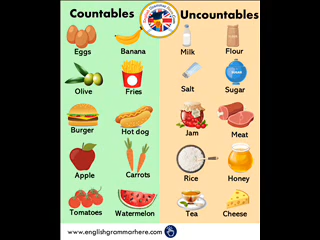 Countables Uncountables
Eggs Banana Milk Flour
Olive Fries Salt Sugar
Burger Hot dog Jam Meat
Apple Carrots Rice Honey
Tomatoes Watermelon Tea Cheese
www.englishgrammarhere.com